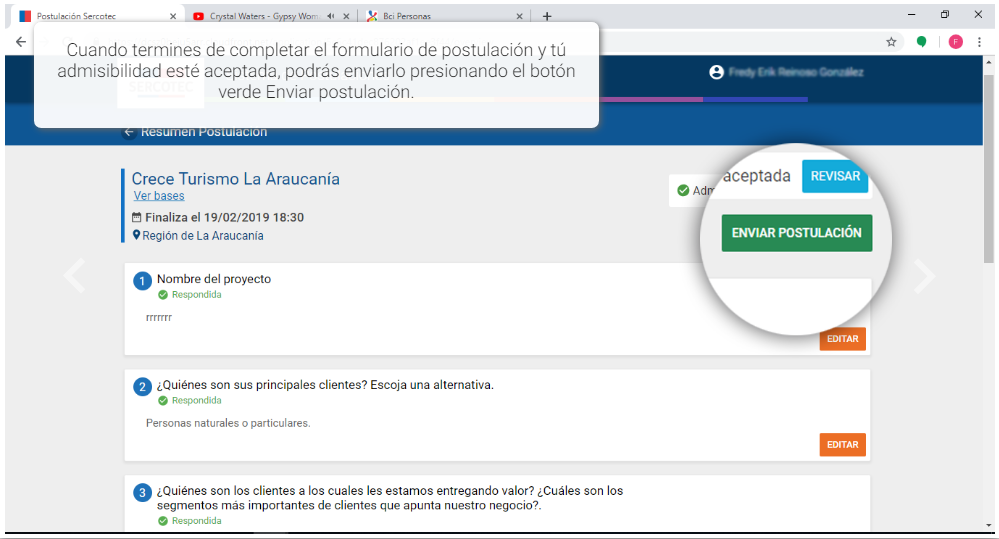 Postulación Sercotec
Crystal Waters - Gypsy Wom
Bci Personas
Cuando termines de completar el formulario de postulación y tú
admisibilidad esté aceptada, podrás enviarlo presionando el botón
verde Enviar postulación.
F
SERCOTEC
Fredy Erik Reinoso González
Resumen Postulación
Crece Turismo La Araucanía
Ver bases
Finaliza el 19/02/2019 18:30
Región de La Araucanía
Adm
aceptada
REVISAR
ENVIAR POSTULACIÓN
1 Nombre del proyecto
Respondida
rrrrrrr
EDITAR
2 ¿Quiénes son sus principales clientes? Escoja una alternativa.
Respondida
Personas naturales o particulares.
EDITAR
3 ¿Quiénes son los clientes a los cuales les estamos entregando valor? ¿Cuáles son los
segmentos más importantes de clientes que apunta nuestro negocio?.
Respondida